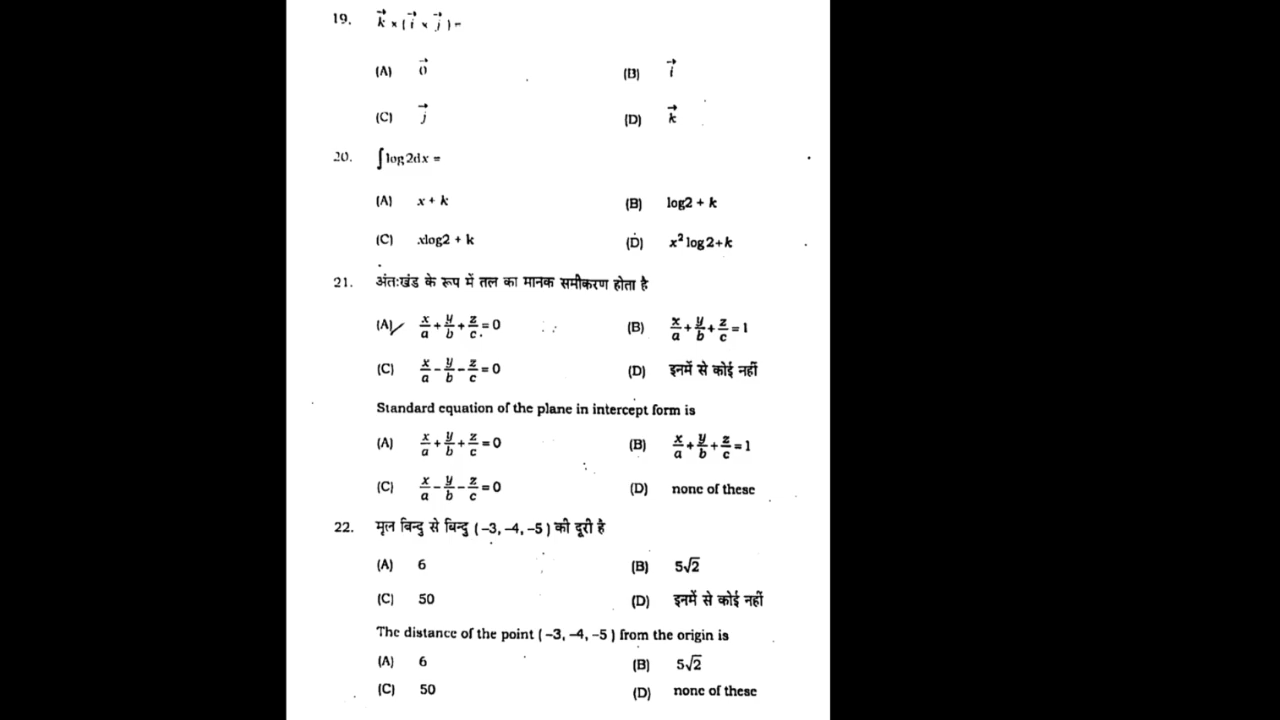 19. k⃗ × ( i⃗ × j⃗ ) =
(A) 0⃗ (B) i⃗
(C) j⃗ (D) k⃗
20. ∫log2dx =
(A) x + k (B) log2 + k
(C) xlog2 + k (D) x² log2+k
21. अंतःखंड के रूप में तल का मानक समीकरण होता है
(A) x/a + y/b + z/c = 0 (B) x/a + y/b + z/c = 1
(C) x/a − y/b − z/c = 0 (D) इनमें से कोई नहीं
Standard equation of the plane in intercept form is
(A) x/a + y/b + z/c = 0 (B) x/a + y/b + z/c = 1
(C) x/a − y/b − z/c = 0 (D) none of these
22. मूल बिन्दु से बिन्दु (−3, −4, −5) की दूरी है
(A) 6 (B) 5√2
(C) 50 (D) इनमें से कोई नहीं
The distance of the point (−3, −4, −5) from the origin is
(A) 6 (B) 5√2
(C) 50 (D) none of these